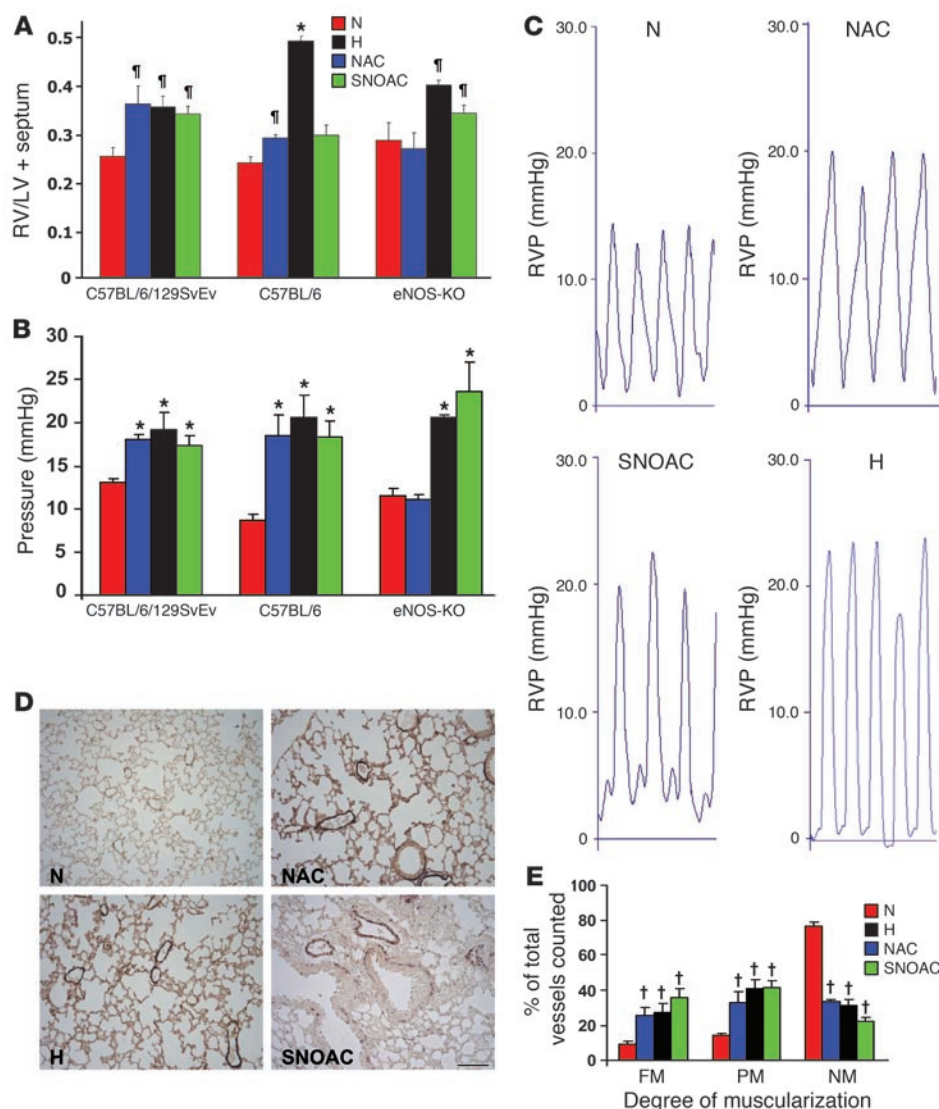 A
RV/LV + septum
0.5
0.4
0.3
0.2
0.1
0
N
H
NAC
SNOAC
¶ ¶ ¶
¶ *
¶ ¶
C57BL/6/129SvEv C57BL/6 eNOS-KO
B
Pressure (mmHg)
30
25
20
15
10
5
0
* * *
* * *
* *
C57BL/6/129SvEv C57BL/6 eNOS-KO
C
N
RVP (mmHg)
30.0
20.0
10.0
0
NAC
RVP (mmHg)
30.0
20.0
10.0
0
SNOAC
RVP (mmHg)
30.0
20.0
10.0
0
H
RVP (mmHg)
30.0
20.0
10.0
0
D
N
NAC
H
SNOAC
E
% of total
vessels counted
100
80
60
40
20
0
N
H
NAC
SNOAC
† † †
† † †
† † †
FM PM NM
Degree of muscularization